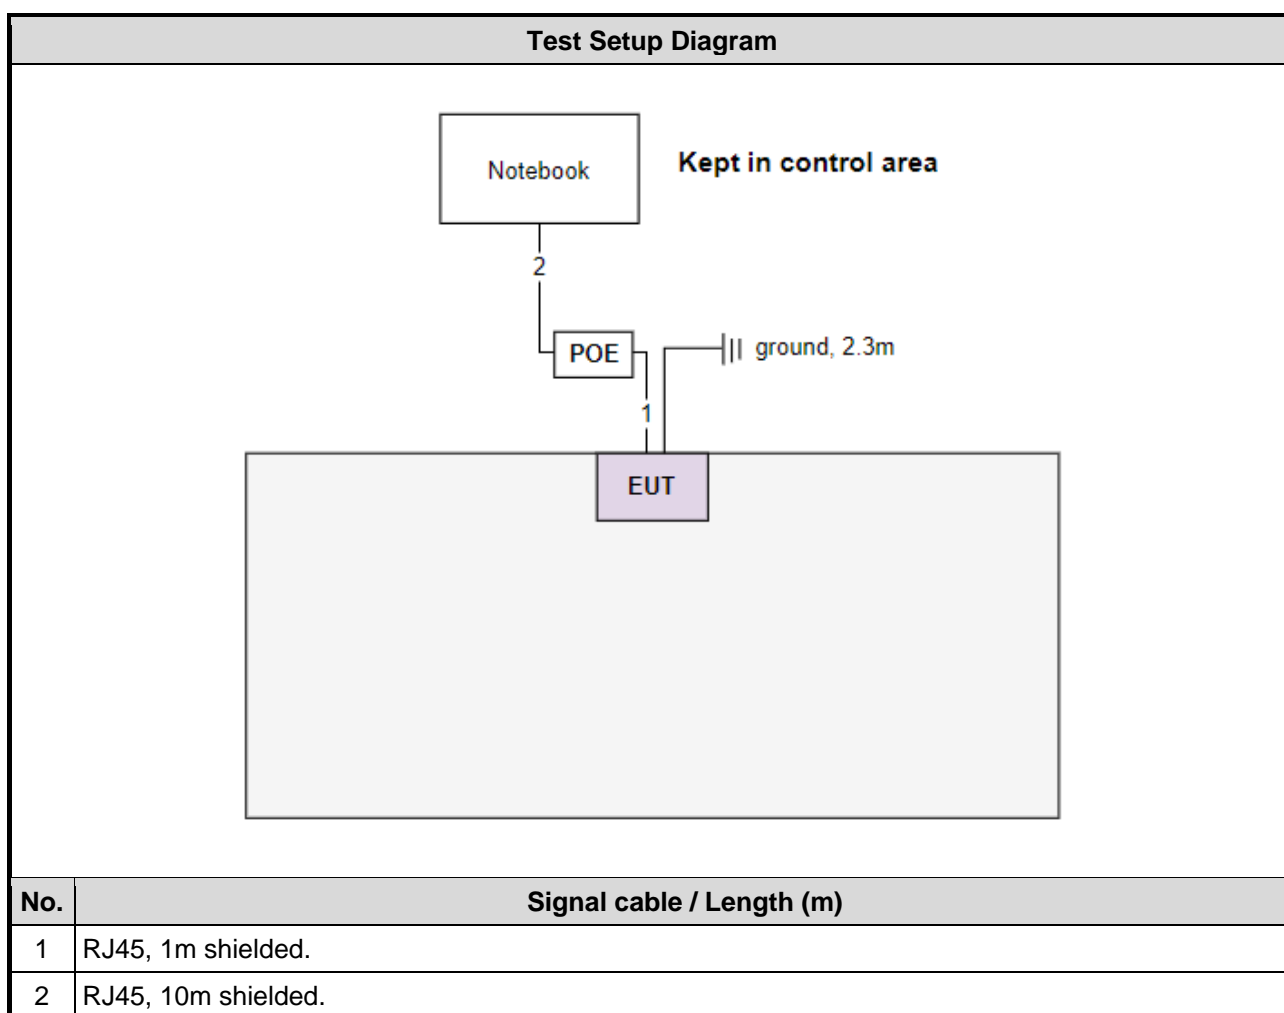 Test Setup Diagram
Notebook
Kept in control area
2
POE
ground, 2.3m
1
EUT
No. Signal cable / Length (m)
1 RJ45, 1m shielded.
2 RJ45, 10m shielded.